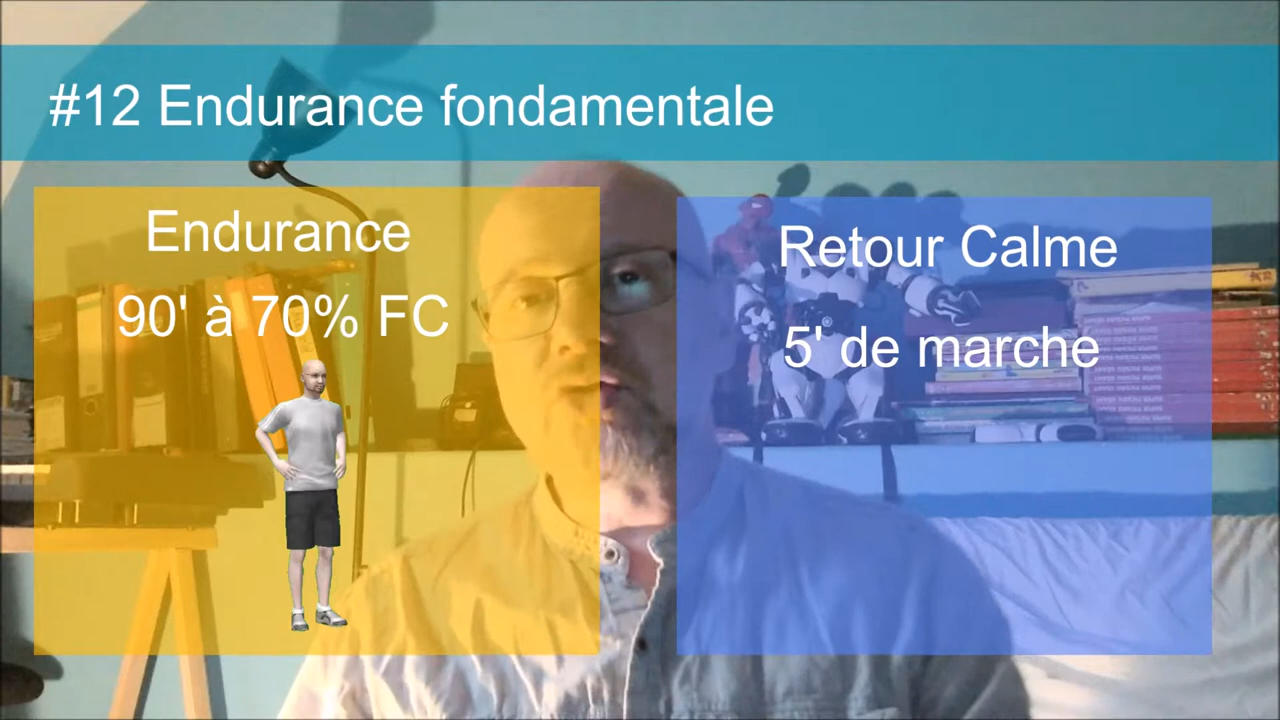 #12 Endurance fondamentale
Endurance
90' à 70% FC
Retour Calme
5' de marche